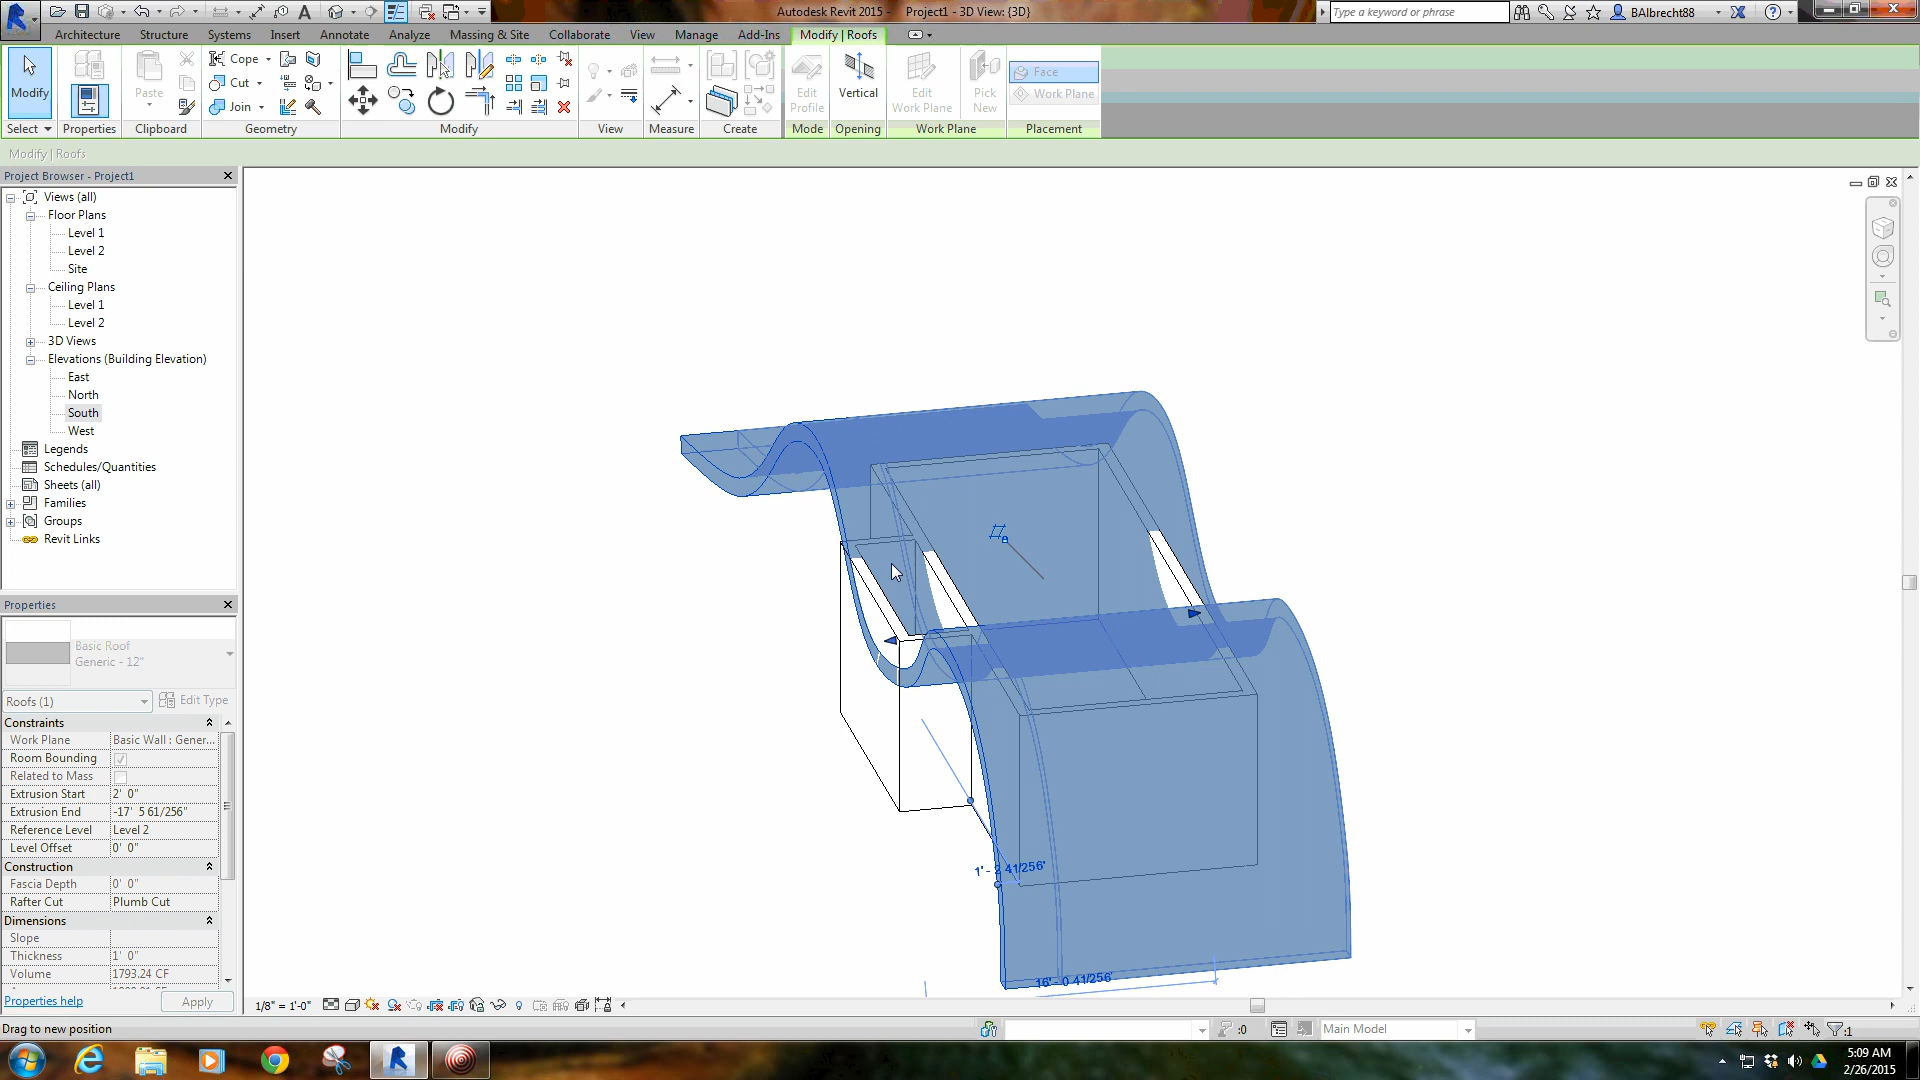 Autodesk Revit 2015 - Project1 - 3D View: {3D}
Type a keyword or phrase
BAlbrecht88
Architecture Structure Systems Insert Annotate Analyze Massing & Site Collaborate View Manage Add-Ins Modify | Roofs
Modify
Paste
Cope
Cut
Join
Edit Profile
Vertical
Edit Work Plane
Pick New
Face
Work Plane
Select Properties Clipboard Geometry Modify View Measure Create Mode Opening Work Plane Placement
Modify | Roofs
Project Browser - Project1
Views (all)
Floor Plans
Level 1
Level 2
Site
Ceiling Plans
Level 1
Level 2
3D Views
Elevations (Building Elevation)
East
North
South
West
Legends
Schedules/Quantities
Sheets (all)
Families
Groups
Revit Links
Properties
Basic Roof
Generic - 12"
Roofs (1) Edit Type
Constraints
Work Plane Basic Wall : Gener...
Room Bounding
Related to Mass
Extrusion Start 2' 0"
Extrusion End -17' 5 61/256"
Reference Level Level 2
Level Offset 0' 0"
Construction
Fascia Depth 0' 0"
Rafter Cut Plumb Cut
Dimensions
Slope
Thickness 1' 0"
Volume 1793.24 CF
Properties help Apply
1' - 2 41/256"
16' - 0 41/256"
1/8" = 1'-0"
Drag to new position
:0
Main Model
:1
5:09 AM
2/26/2015